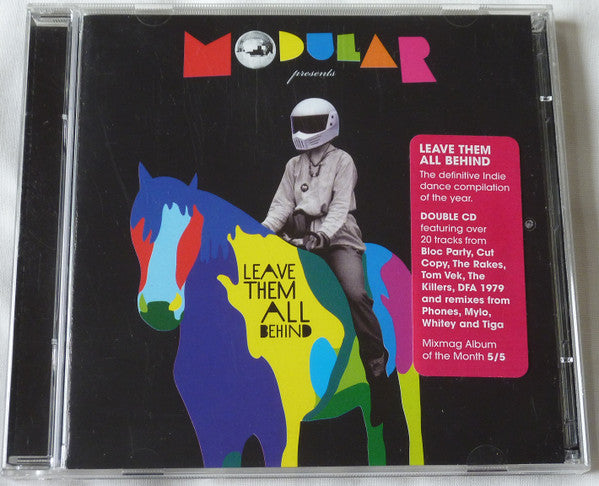 MODULAR
presents
LEAVE
THEM
ALL
BEHIND
LEAVE THEM
ALL BEHIND
The definitive Indie
dance compilation
of the year.
DOUBLE CD
featuring over
20 tracks from
Bloc Party, Cut
Copy, The Rakes,
Tom Vek, The
Killers, DFA 1979
and remixes from
Phones, Mylo,
Whitey and Tiga
Mixmag Album
of the Month 5/5